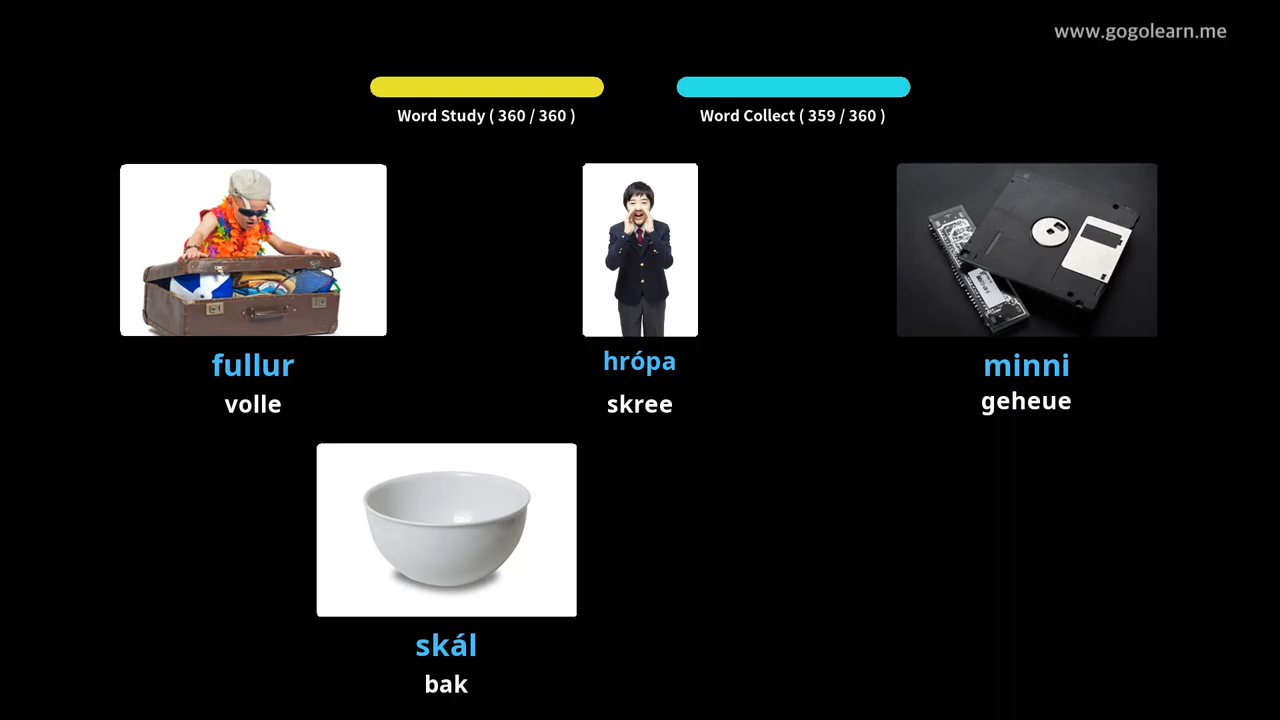 www.gogolearn.me
Word Study ( 360 / 360 )
Word Collect ( 359 / 360 )
fullur
hrópa
minni
volle
skree
geheue
skál
bak